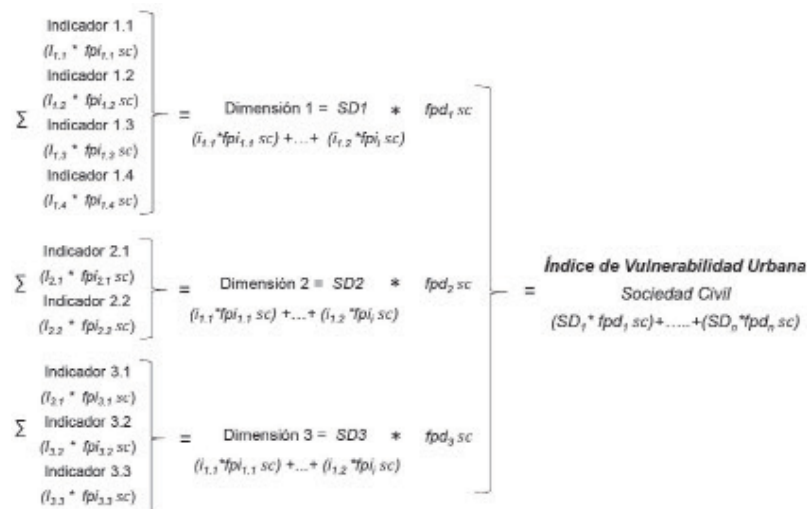 Indicador 1.1
(I1.1 * fpi1.1 sc)
Indicador 1.2
(I1.2 * fpi1.2 sc)
Σ
Indicador 1.3
(I1.3 * fpi1.3 sc)
Indicador 1.4
(I1.4 * fpi1.4 sc)
= Dimensión 1 = SD1 * fpd1 sc
(i1.1*fpi1.1 sc) +...+ (i1.2 *fpii sc)
Indicador 2.1
Σ (I2.1 * fpi2.1 sc)
Indicador 2.2
(I2.2 * fpi2.2 sc)
= Dimensión 2 = SD2 * fpd2 sc
(i1.1*fpi1.1 sc) +...+ (i1.2 *fpii sc)
Indicador 3.1
(I3.1 * fpi3.1 sc)
Σ Indicador 3.2
(I3.2 * fpi3.2 sc)
Indicador 3.3
(I3.3 * fpi3.3 sc)
= Dimensión 3 = SD3 * fpd3 sc
(i1.1*fpi1.1 sc) +...+ (i1.2 *fpii sc)
= Índice de Vulnerabilidad Urbana
Sociedad Civil
(SD1* fpd1 sc)+.....+(SDn*fpdn sc)